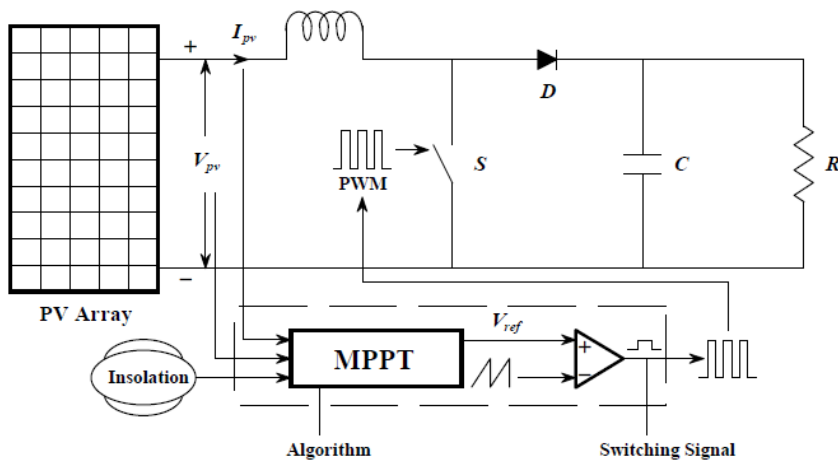 I_pv
+
D
V_pv
S
C
R
PWM
−
PV Array
V_ref
MPPT
+
−
Insolation
Algorithm
Switching Signal